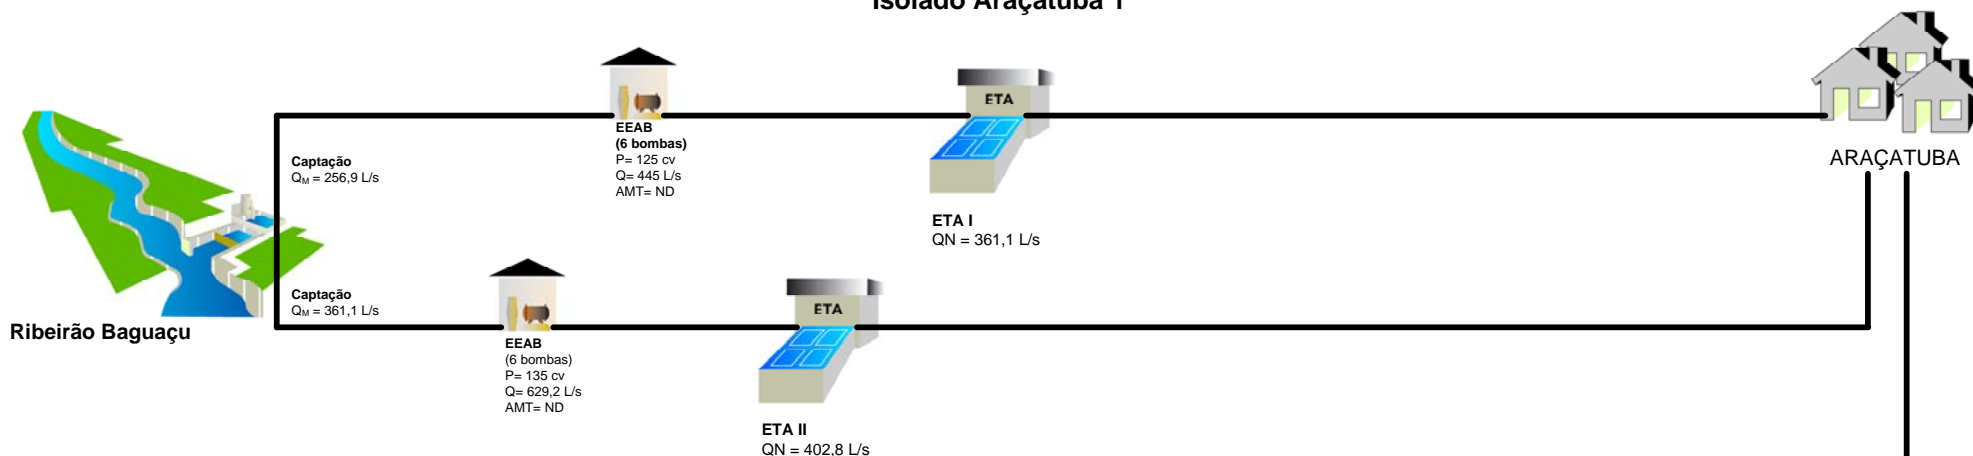 Isolado Araçatuba 1
ETA
EEAB
(6 bombas)
P= 125 cv
Q= 445 L/s
AMT= ND
Captação
QM = 256,9 L/s
ARAÇATUBA
ETA I
QN = 361,1 L/s
Captação
QM = 361,1 L/s
ETA
Ribeirão Baguaçu
EEAB
(6 bombas)
P= 135 cv
Q= 629,2 L/s
AMT= ND
ETA II
QN = 402,8 L/s